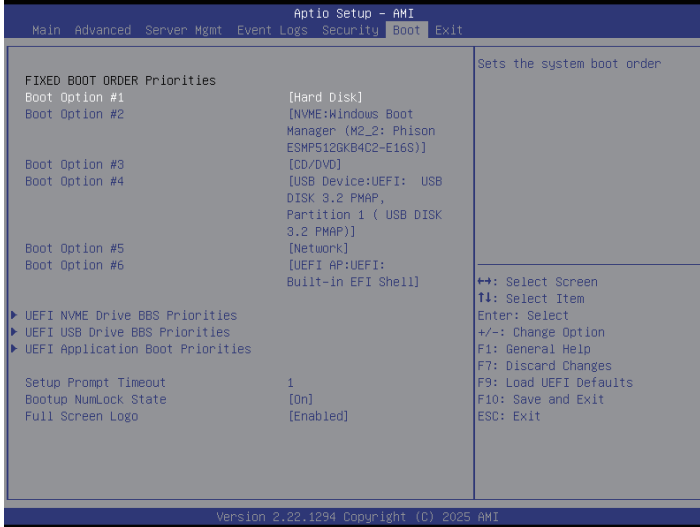 Aptio Setup – AMI
Main Advanced Server Mgmt Event Logs Security Boot Exit
Sets the system boot order
FIXED BOOT ORDER Priorities
Boot Option #1 [Hard Disk]
Boot Option #2 [NVME:Windows Boot
Manager (M2_2: Phison
ESMP512GKB4C2-E16S)]
Boot Option #3 [CD/DVD]
Boot Option #4 [USB Device:UEFI: USB
DISK 3.2 PMAP,
Partition 1 ( USB DISK
3.2 PMAP)]
Boot Option #5 [Network]
Boot Option #6 [UEFI AP:UEFI:
Built-in EFI Shell]
UEFI NVME Drive BBS Priorities
UEFI USB Drive BBS Priorities
UEFI Application Boot Priorities
Setup Prompt Timeout 1
Bootup NumLock State [On]
Full Screen Logo [Enabled]
↔: Select Screen
↑↓: Select Item
Enter: Select
+/-: Change Option
F1: General Help
F7: Discard Changes
F9: Load UEFI Defaults
F10: Save and Exit
ESC: Exit
Version 2.22.1294 Copyright (C) 2025 AMI